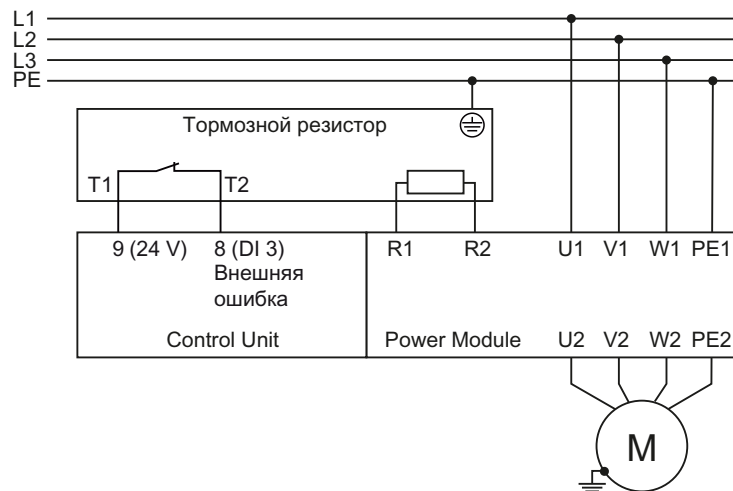 L1
L2
L3
PE
Тормозной резистор
T1
T2
9 (24 V)
8 (DI 3)
Внешняя
ошибка
R1
R2
U1
V1
W1
PE1
Control Unit
Power Module
U2
V2
W2
PE2
M